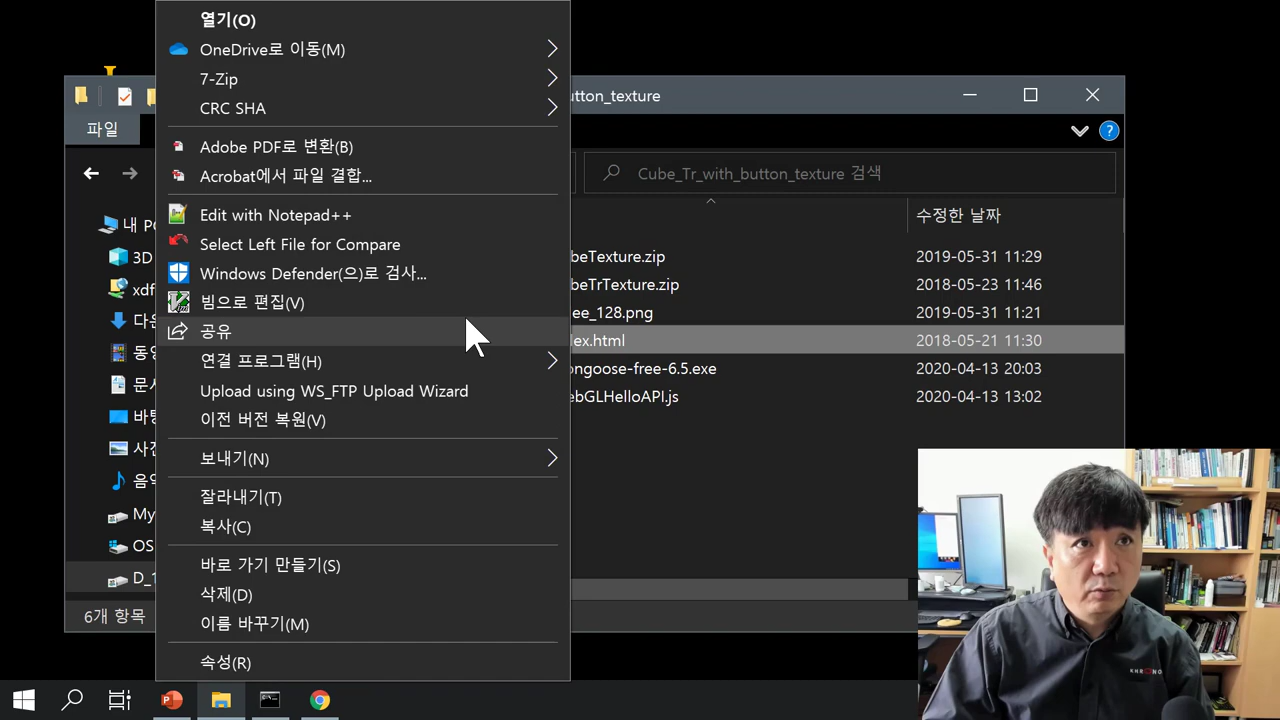 열기(O)
OneDrive로 이동(M)
7-Zip
CRC SHA
Adobe PDF로 변환(B)
Acrobat에서 파일 결합...
Edit with Notepad++
Select Left File for Compare
Windows Defender(으)로 검사...
빔으로 편집(V)
공유
연결 프로그램(H)
Upload using WS_FTP Upload Wizard
이전 버전 복원(V)
보내기(N)
잘라내기(T)
복사(C)
바로 가기 만들기(S)
삭제(D)
이름 바꾸기(M)
속성(R)
utton_texture
파일
?
Cube_Tr_with_button_texture 검색
내 PC
3D
xdf
다운
동영
문서
바탕
사진
음악
My
OS
D_1
수정한 날짜
beTexture.zip 2019-05-31 11:29
beTrTexture.zip 2018-05-23 11:46
ee_128.png 2019-05-31 11:21
ex.html 2018-05-21 11:30
ongoose-free-6.5.exe 2020-04-13 20:03
ebGLHelloAPI.js 2020-04-13 13:02
6개 항목
KHRONO